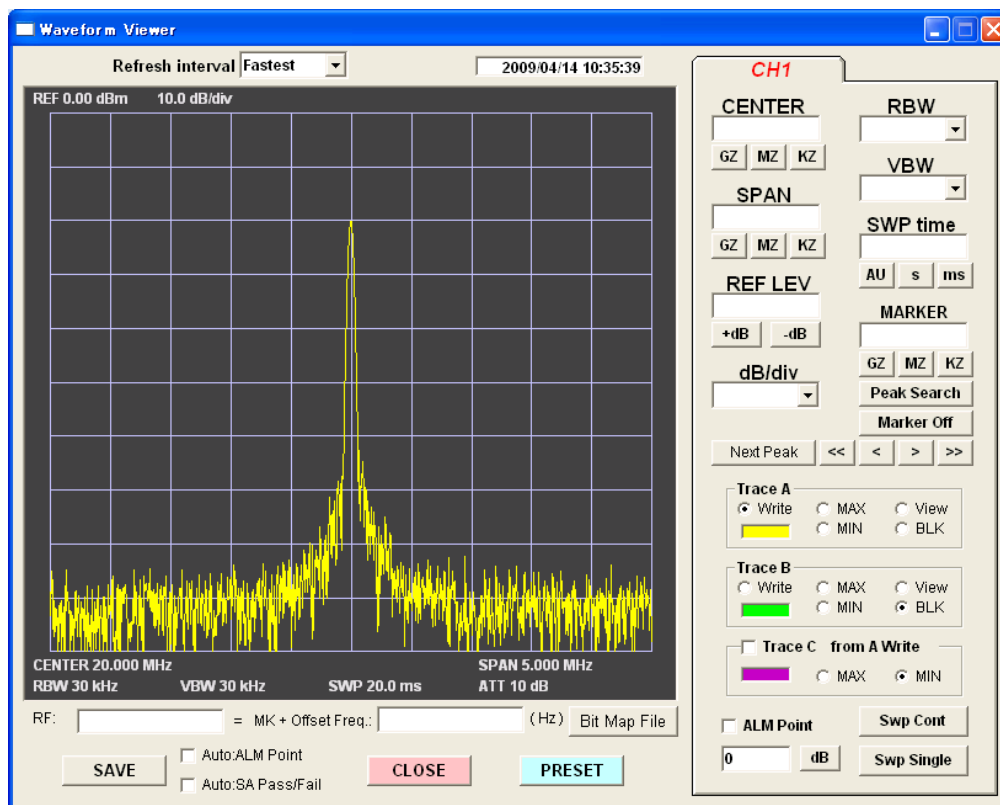 Waveform Viewer
Refresh interval Fastest
2009/04/14 10:35:39
REF 0.00 dBm 10.0 dB/div
CENTER 20.000 MHz SPAN 5.000 MHz
RBW 30 kHz VBW 30 kHz SWP 20.0 ms ATT 10 dB
RF: = MK + Offset Freq.: (Hz) Bit Map File
SAVE
Auto:ALM Point
Auto:SA Pass/Fail
CLOSE
PRESET
CH1
CENTER
GZ MZ KZ
SPAN
GZ MZ KZ
REF LEV
+dB -dB
dB/div
RBW
VBW
SWP time
AU s ms
MARKER
GZ MZ KZ
Peak Search
Marker Off
Next Peak << < > >>
Trace A
Write MAX View
MIN BLK
Trace B
Write MAX View
MIN BLK
Trace C from A Write
MAX MIN
ALM Point
0 dB
Swp Cont
Swp Single